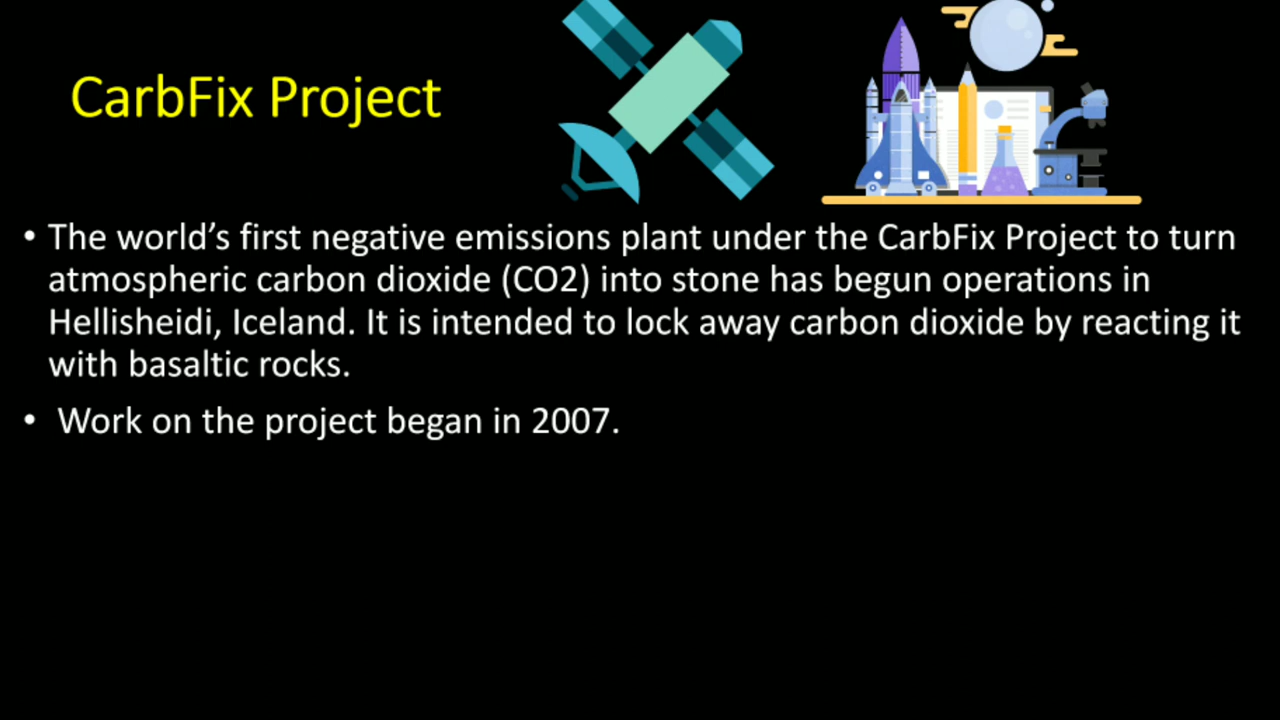 CarbFix Project
• The world’s first negative emissions plant under the CarbFix Project to turn
atmospheric carbon dioxide (CO2) into stone has begun operations in
Hellisheidi, Iceland. It is intended to lock away carbon dioxide by reacting it
with basaltic rocks.
• Work on the project began in 2007.